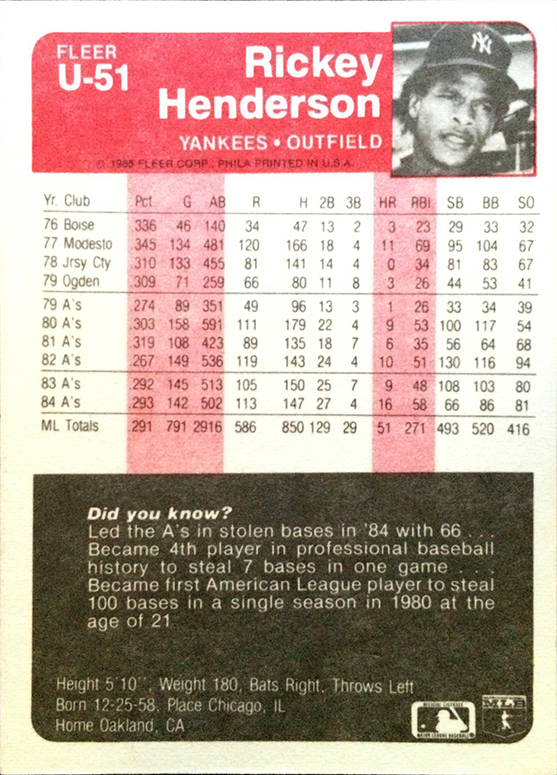 FLEER
U-51
Rickey
Henderson
YANKEES • OUTFIELD
© 1985 FLEER CORP., PHILA PRINTED IN U.S.A.
NY
Yr. Club Pct G AB R H 2B 3B HR RBI SB BB SO
76 Boise .336 46 140 34 47 13 2 3 23 29 33 32
77 Modesto .345 134 481 120 166 18 4 11 69 95 104 67
78 Jrsy Cty .310 133 455 81 141 14 4 0 34 81 83 67
79 Ogden .309 71 259 66 80 11 8 3 26 44 53 41
79 A's .274 89 351 49 96 13 3 1 26 33 34 39
80 A's .303 158 591 111 179 22 4 9 53 100 117 54
81 A's .319 108 423 89 135 18 7 6 35 56 64 68
82 A's .267 149 536 119 143 24 4 10 51 130 116 94
83 A's .292 145 513 105 150 25 7 9 48 108 103 80
84 A's .293 142 502 113 147 27 4 16 58 66 86 81
ML Totals .291 791 2916 586 850 129 29 51 271 493 520 416
Did you know?
Led the A's in stolen bases in '84 with 66 . . .
Became 4th player in professional baseball
history to steal 7 bases in one game . . .
Became first American League player to steal
100 bases in a single season in 1980 at the
age of 21
Height 5'10", Weight 180, Bats Right, Throws Left
Born 12-25-58, Place Chicago, IL
Home Oakland, CA
MAJOR LEAGUE BASEBALL